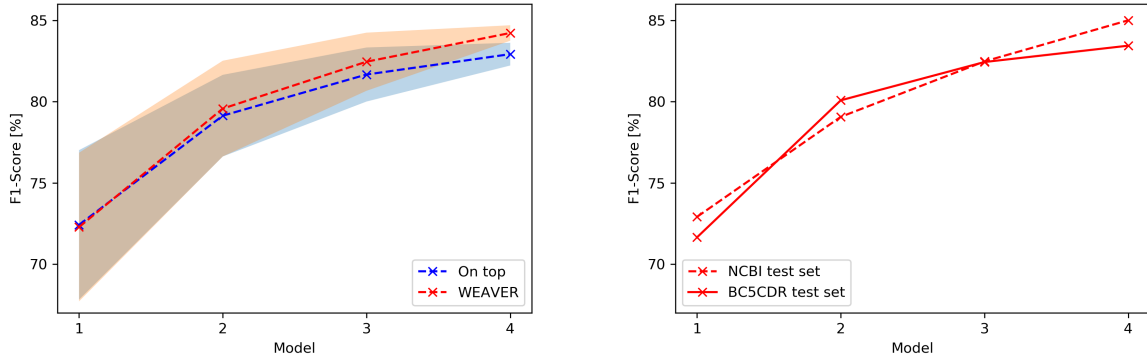 85
80
75
70
F1-Score [%]
On top
WEAVER
1 2 3 4
Model
85
80
75
70
F1-Score [%]
NCBI test set
BC5CDR test set
1 2 3 4
Model